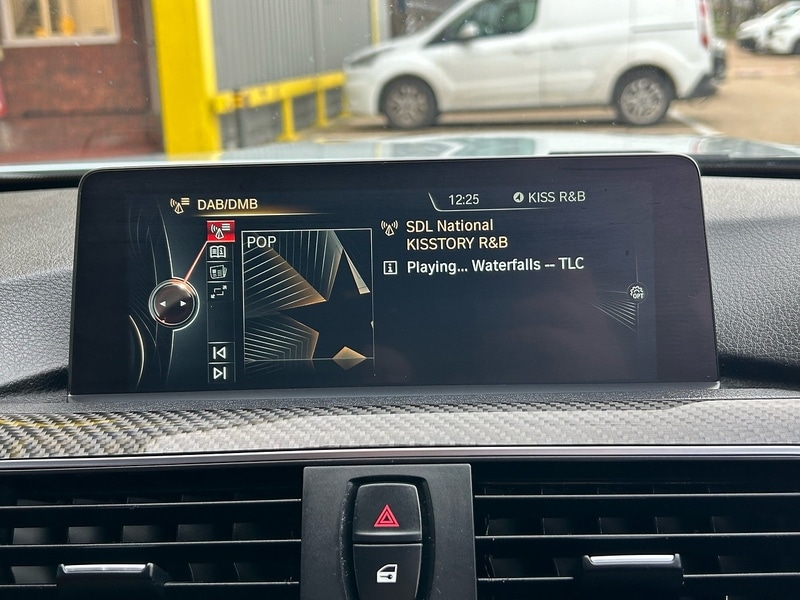 DAB/DMB
12:25
KISS R&B
POP
SDL National
KISSTORY R&B
Playing... Waterfalls -- TLC
OPT